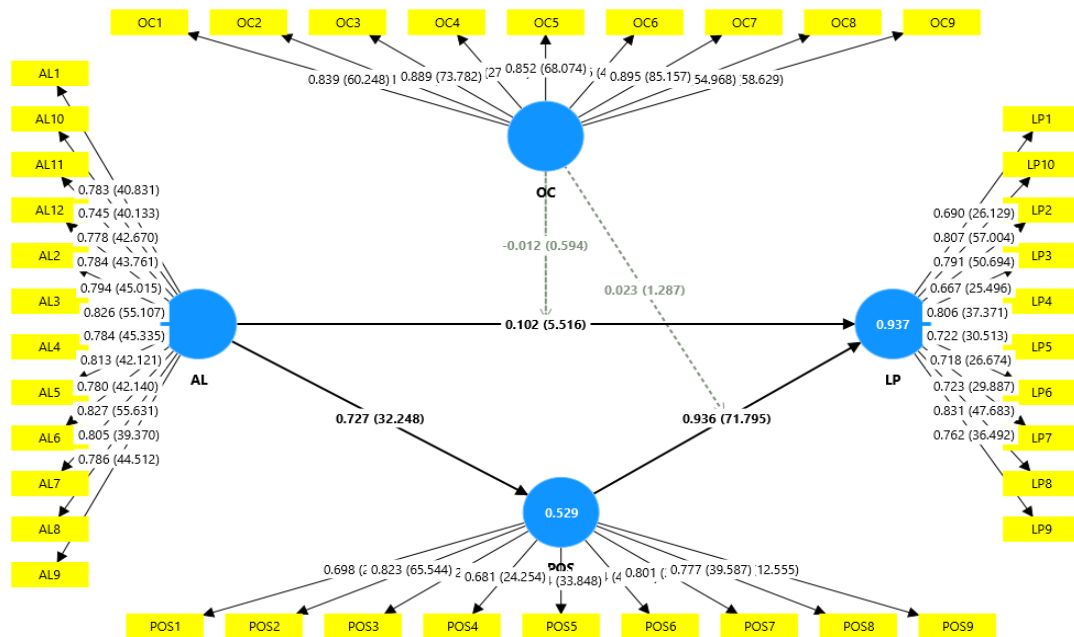 OC1 OC2 OC3 OC4 OC5 OC6 OC7 OC8 OC9
0.839 (60.248) 0.889 (73.782) 0.852 (68.074) 0.895 (85.157) 54.968) 58.629)
AL1
AL10
AL11
AL12
AL2
AL3
AL4
AL5
AL6
AL7
AL8
AL9
0.783 (40.831)
0.745 (40.133)
0.778 (42.670)
0.784 (43.761)
0.794 (45.015)
0.826 (55.107)
0.784 (45.335)
0.813 (42.121)
0.780 (42.140)
0.827 (55.631)
0.805 (39.370)
0.786 (44.512)
AL
OC
-0.012 (0.594)
0.023 (1.287)
0.102 (5.516)
0.727 (32.248)
0.936 (71.795)
0.937
LP
0.690 (26.129)
0.807 (57.004)
0.791 (50.694)
0.667 (25.496)
0.806 (37.371)
0.722 (30.513)
0.718 (26.674)
0.723 (29.887)
0.831 (47.683)
0.762 (36.492)
LP1
LP10
LP2
LP3
LP4
LP5
LP6
LP7
LP8
LP9
0.529
POS
0.698 0.823 (65.544) 0.681 (24.254) (33.848) 0.801 0.777 (39.587) 12.555)
POS1 POS2 POS3 POS4 POS5 POS6 POS7 POS8 POS9